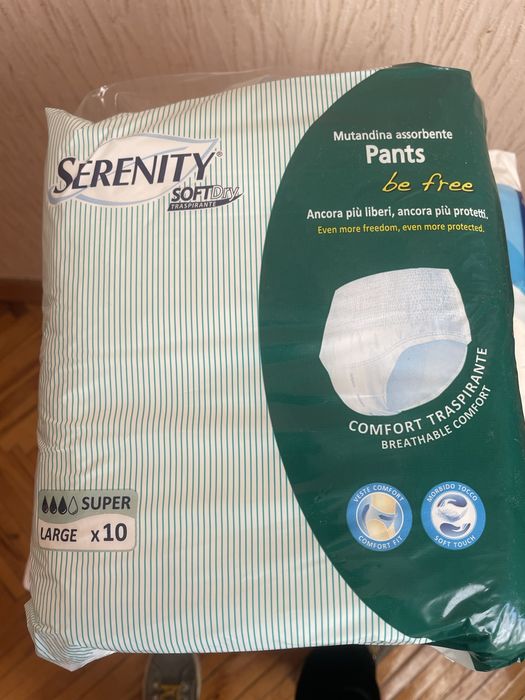 SERENITY®
SOFTDry
TRASPIRANTE
Mutandina assorbente
Pants
be free
Ancora più liberi, ancora più protetti.
Even more freedom, even more protected.
COMFORT TRASPIRANTE
BREATHABLE COMFORT
VESTE COMFORT
COMFORT FIT
MORBIDO TOCCO
SOFT TOUCH
SUPER
LARGE x10